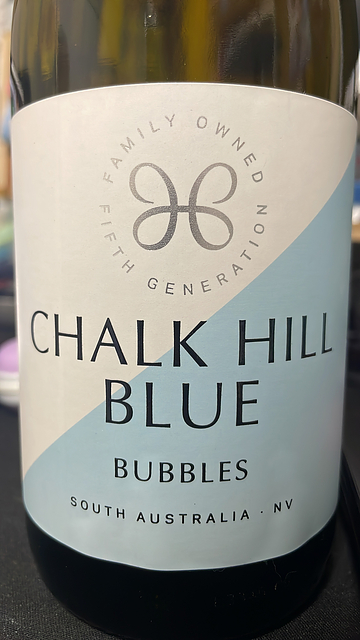 FAMILY OWNED
FIFTH GENERATION
CHALK HILL
BLUE
BUBBLES
SOUTH AUSTRALIA · NV